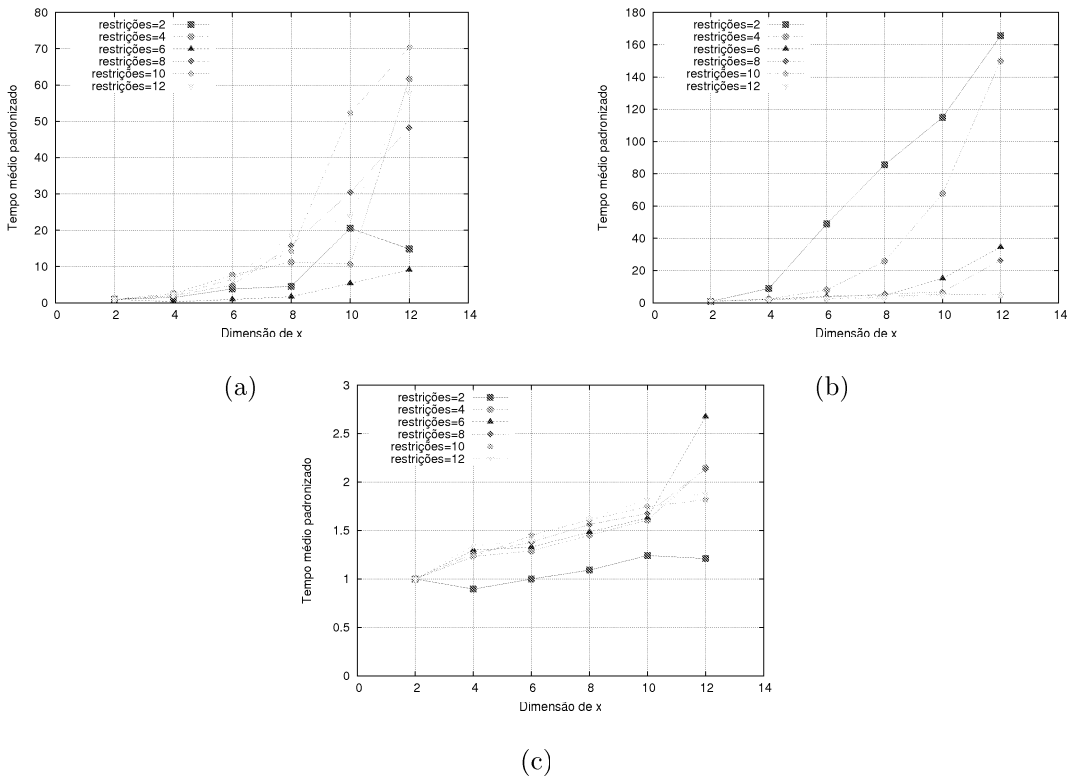 80
70
60
50
40
30
20
10
0
Tempo médio padronizado
restrições=2
restrições=4
restrições=6
restrições=8
restrições=10
restrições=12
0 2 4 6 8 10 12 14
Dimensão de x
(a)
180
160
140
120
100
80
60
40
20
0
Tempo médio padronizado
restrições=2
restrições=4
restrições=6
restrições=8
restrições=10
restrições=12
0 2 4 6 8 10 12 14
Dimensão de x
(b)
3
2.5
2
1.5
1
0.5
0
Tempo médio padronizado
restrições=2
restrições=4
restrições=6
restrições=8
restrições=10
restrições=12
0 2 4 6 8 10 12 14
Dimensão de x
(c)